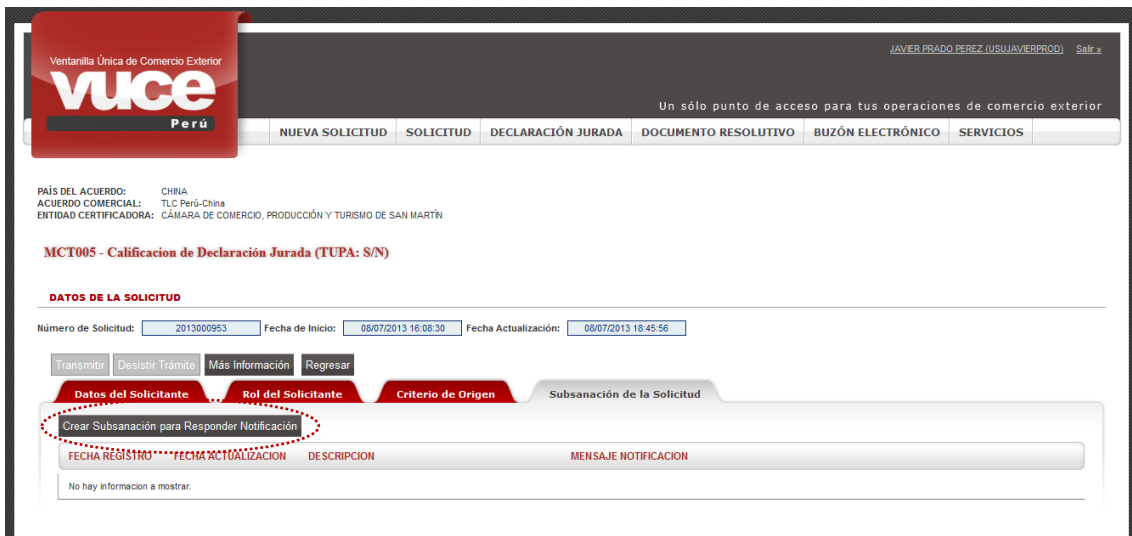 JAVIER PRADO PEREZ (USUJAVIERPROD) Salir »
Ventanilla Única de Comercio Exterior
vuce
Perú
Un sólo punto de acceso para tus operaciones de comercio exterior
NUEVA SOLICITUD SOLICITUD DECLARACIÓN JURADA DOCUMENTO RESOLUTIVO BUZÓN ELECTRÓNICO SERVICIOS
PAÍS DEL ACUERDO: CHINA
ACUERDO COMERCIAL: TLC Perú-China
ENTIDAD CERTIFICADORA: CÁMARA DE COMERCIO, PRODUCCIÓN Y TURISMO DE SAN MARTÍN
MCT005 - Calificacion de Declaración Jurada (TUPA: S/N)
DATOS DE LA SOLICITUD
Número de Solicitud: 2013000953 Fecha de Inicio: 08/07/2013 16:08:30 Fecha Actualización: 08/07/2013 18:45:56
Transmitir Desistir Trámite Más Información Regresar
Datos del Solicitante Rol del Solicitante Criterio de Origen Subsanación de la Solicitud
Crear Subsanación para Responder Notificación
FECHA REGISTRO FECHA ACTUALIZACION DESCRIPCION MENSAJE NOTIFICACION
No hay informacion a mostrar.